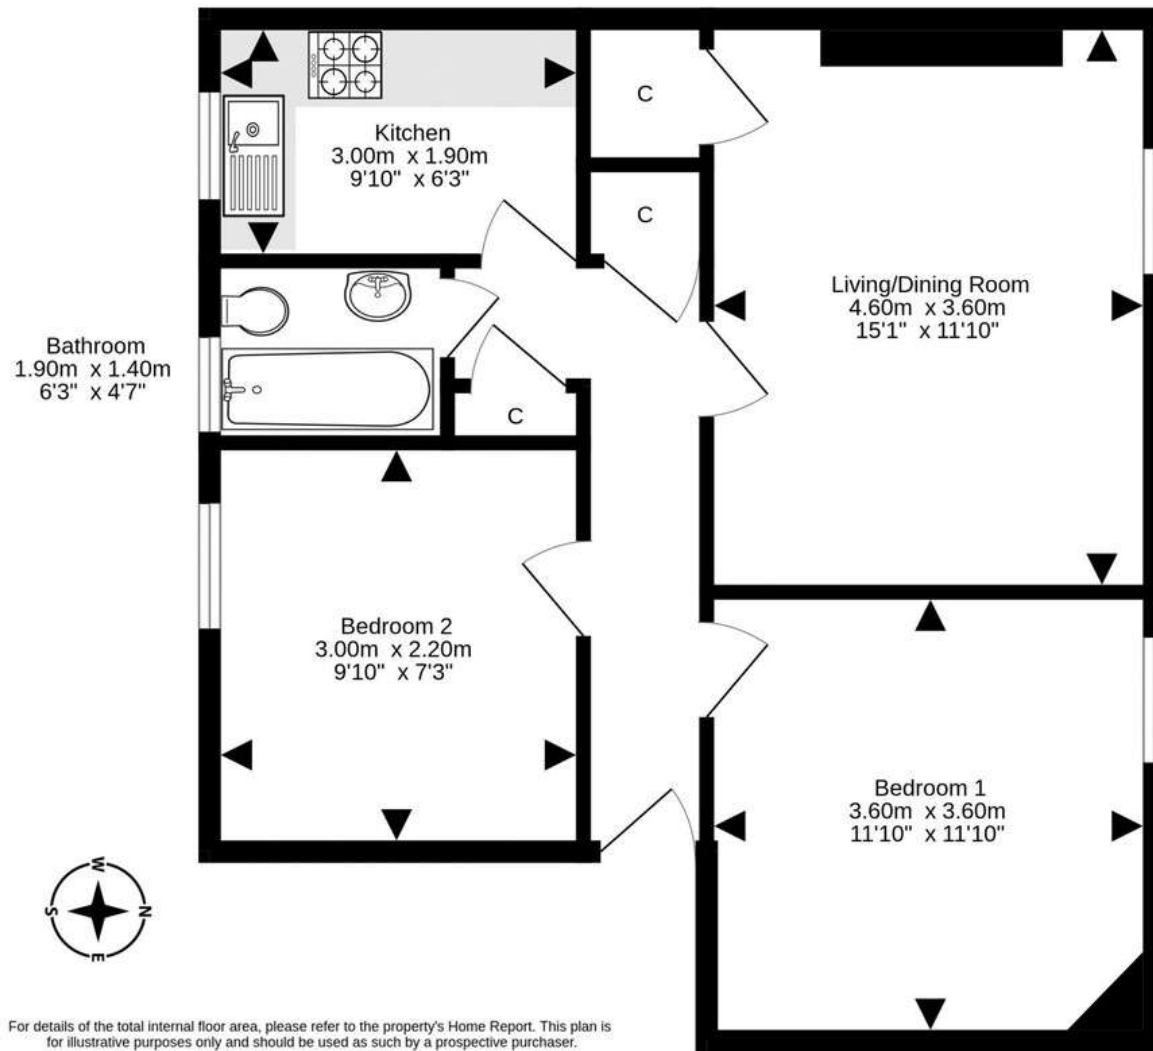 Kitchen
3.00m x 1.90m
9'10" x 6'3"
C
C
Living/Dining Room
4.60m x 3.60m
15'1" x 11'10"
Bathroom
1.90m x 1.40m
6'3" x 4'7"
C
Bedroom 2
3.00m x 2.20m
9'10" x 7'3"
Bedroom 1
3.60m x 3.60m
11'10" x 11'10"
W
S
N
E
For details of the total internal floor area, please refer to the property's Home Report. This plan is
for illustrative purposes only and should be used as such by a prospective purchaser.